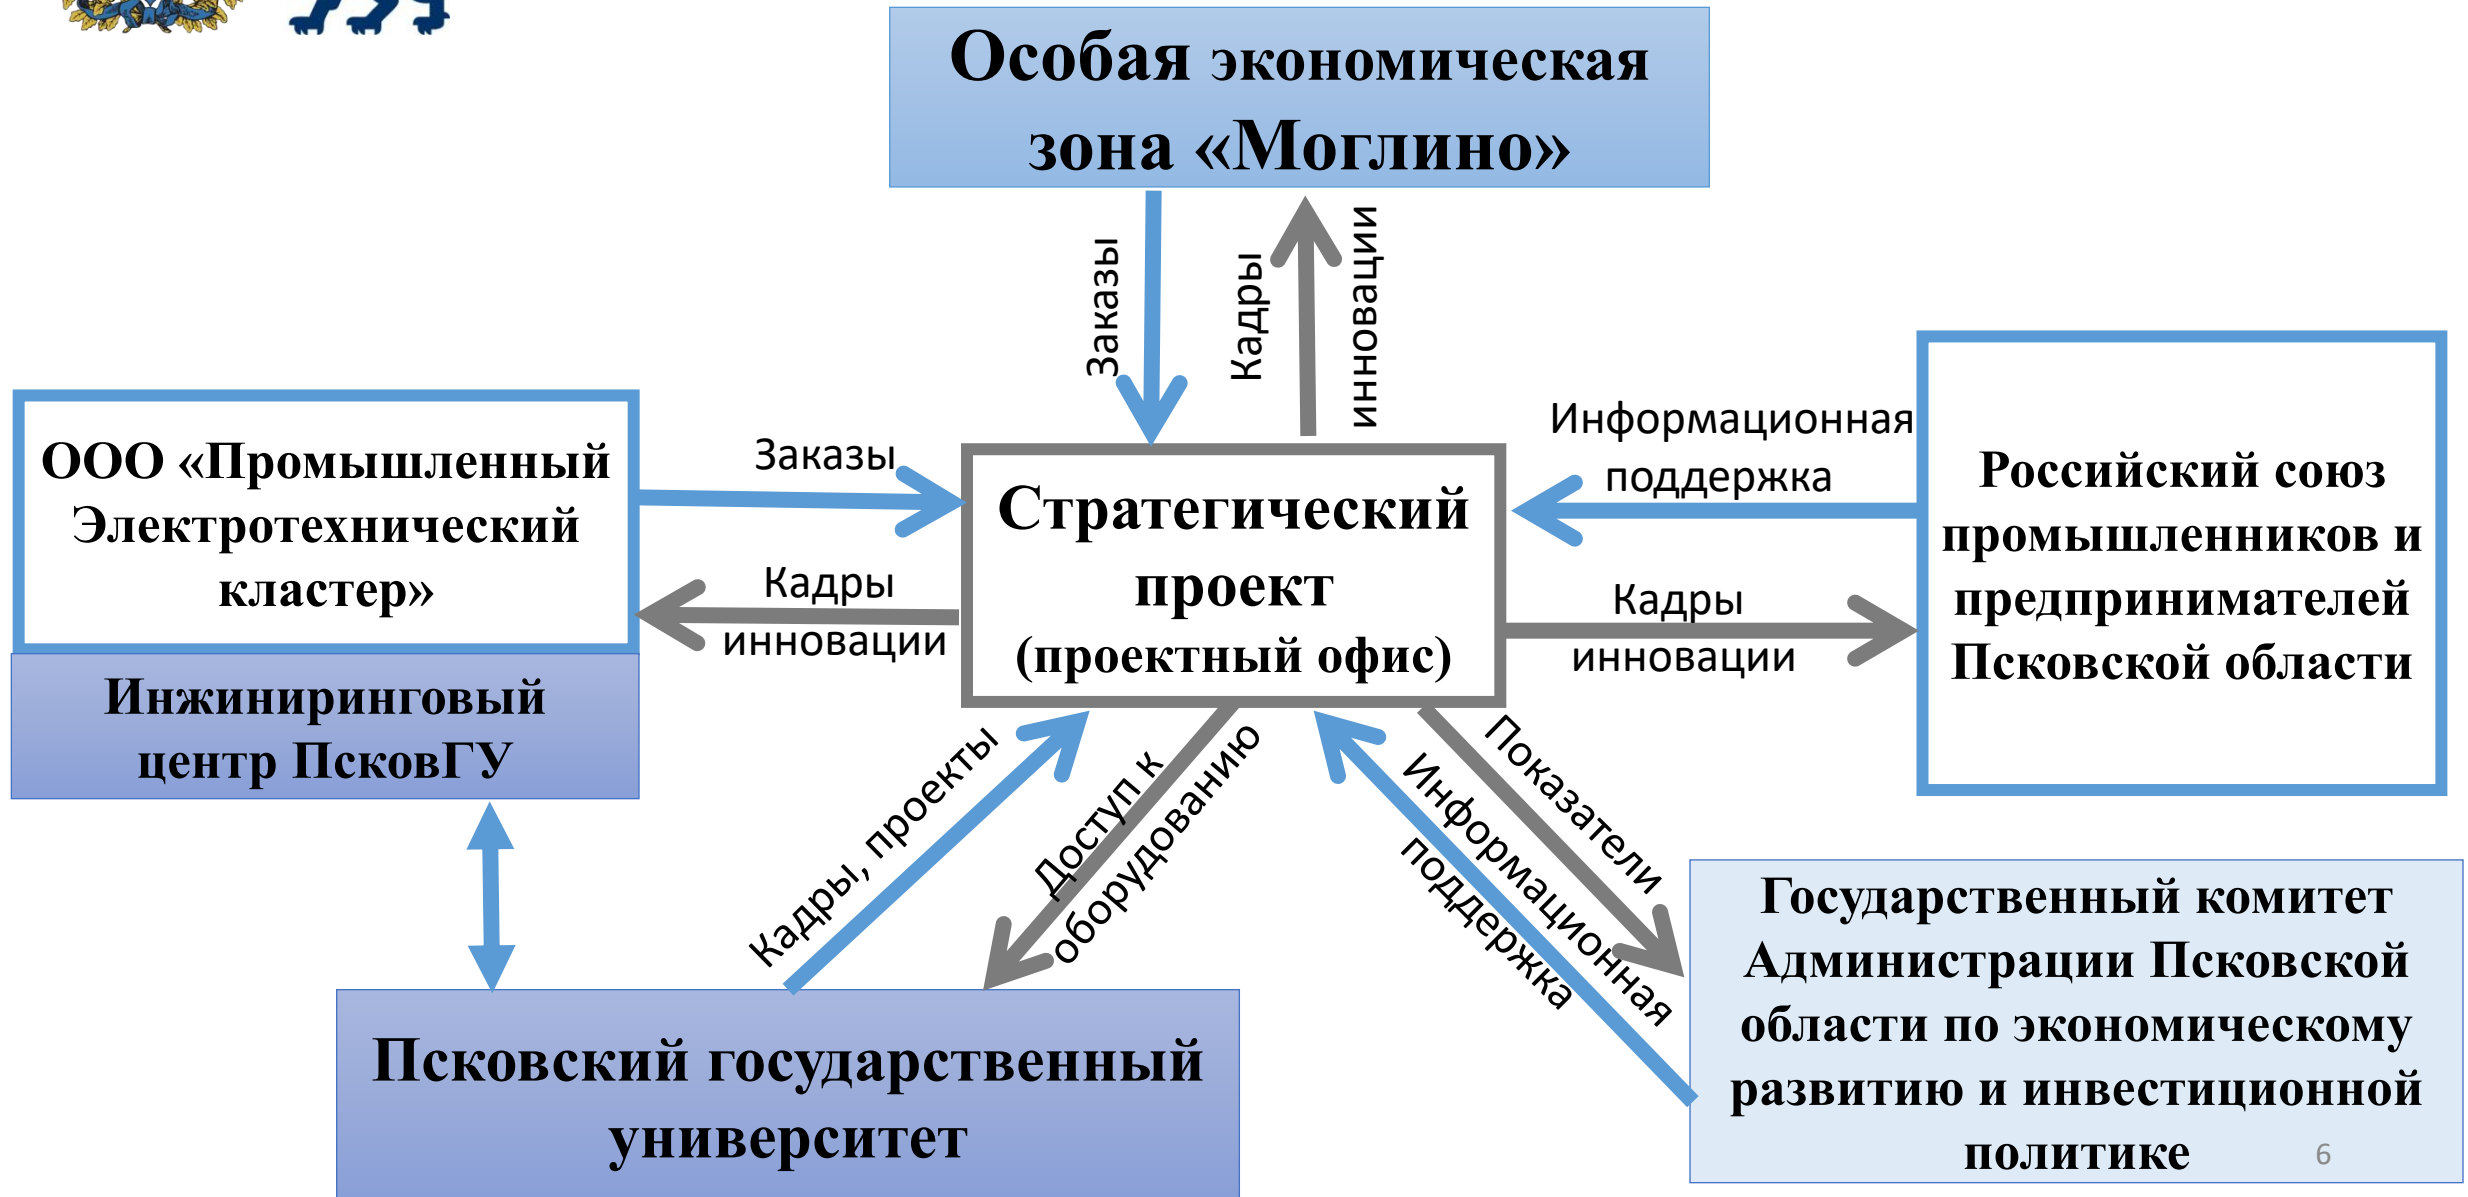 Особая экономическая
зона «Моглино»
Заказы
Кадры
инновации
ООО «Промышленный
Электротехнический
кластер»
Инжиниринговый
центр ПсковГУ
Заказы
Кадры
инновации
Стратегический
проект
(проектный офис)
Информационная
поддержка
Кадры
инновации
Российский союз
промышленников и
предпринимателей
Псковской области
Кадры, проекты
Доступ к
оборудованию
Показатели
Информационная
поддержка
Псковский государственный
университет
Государственный комитет
Администрации Псковской
области по экономическому
развитию и инвестиционной
политике
6